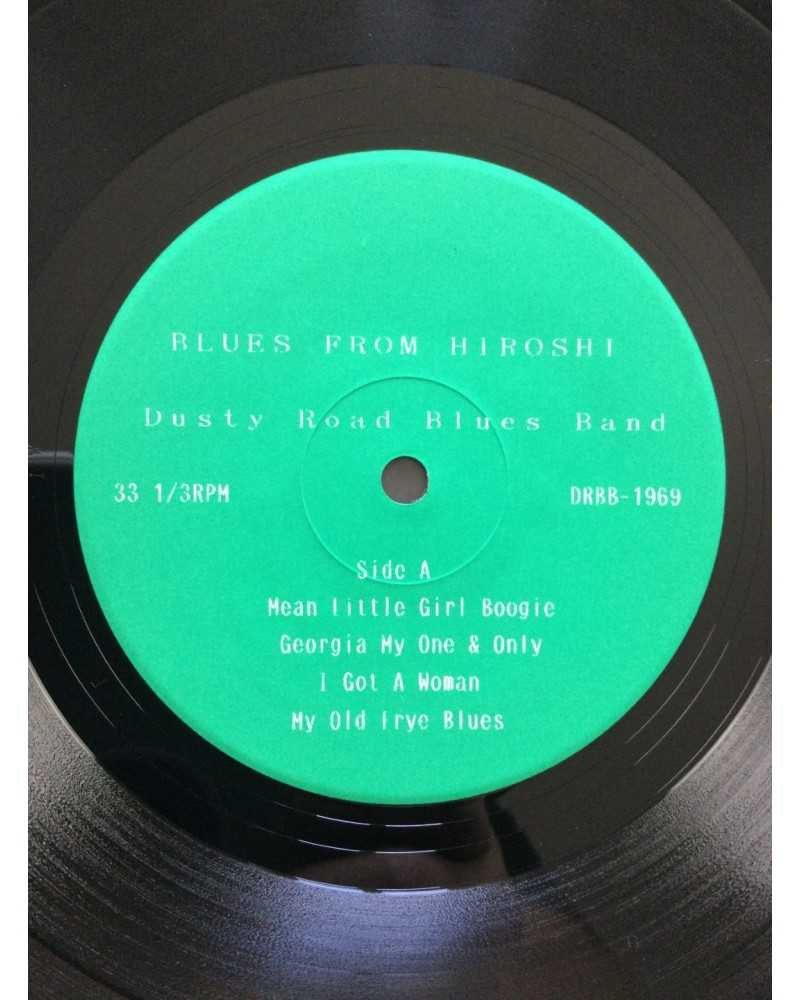 BLUES FROM HIROSHI
Dusty Road Blues Band
33 1/3RPM DRBB-1969
Side A
Mean little Girl Boogie
Georgia My One & Only
I Got A Woman
My Old frye Blues